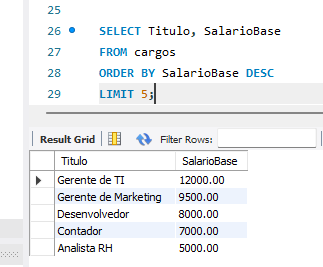 25
26 SELECT Titulo, SalarioBase
27 FROM cargos
28 ORDER BY SalarioBase DESC
29 LIMIT 5;
Result Grid Filter Rows:
Titulo SalarioBase
Gerente de TI 12000.00
Gerente de Marketing 9500.00
Desenvolvedor 8000.00
Contador 7000.00
Analista RH 5000.00